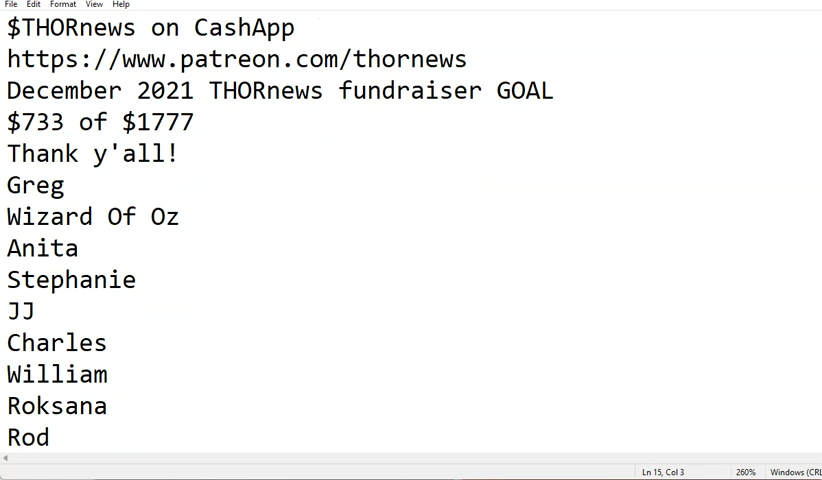 File Edit Format View Help
$THORnews on CashApp
https://www.patreon.com/thornews
December 2021 THORnews fundraiser GOAL
$733 of $1777
Thank y'all!
Greg
Wizard Of Oz
Anita
Stephanie
JJ
Charles
William
Roksana
Rod
Ln 15, Col 3 260% Windows (CRL